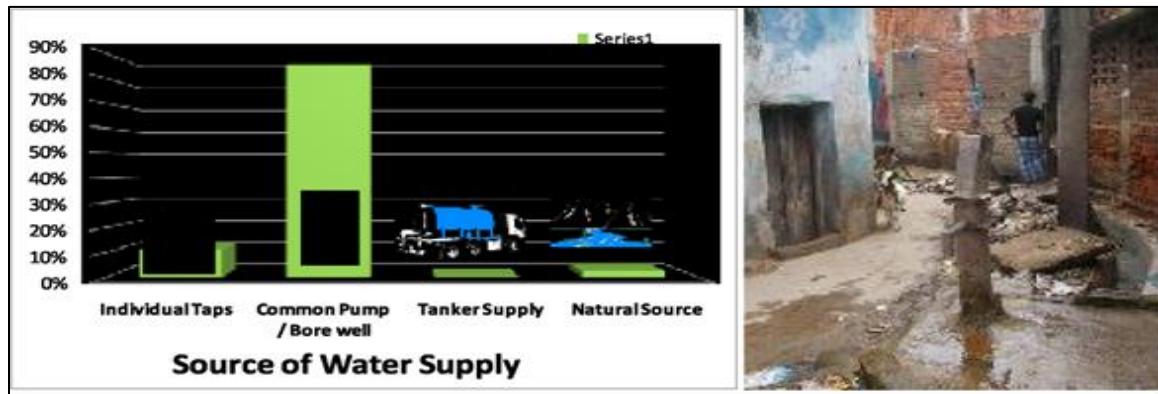 Series1
90%
80%
70%
60%
50%
40%
30%
20%
10%
0%
Individual Taps
Common Pump
/ Bore well
Tanker Supply
Natural Source
Source of Water Supply